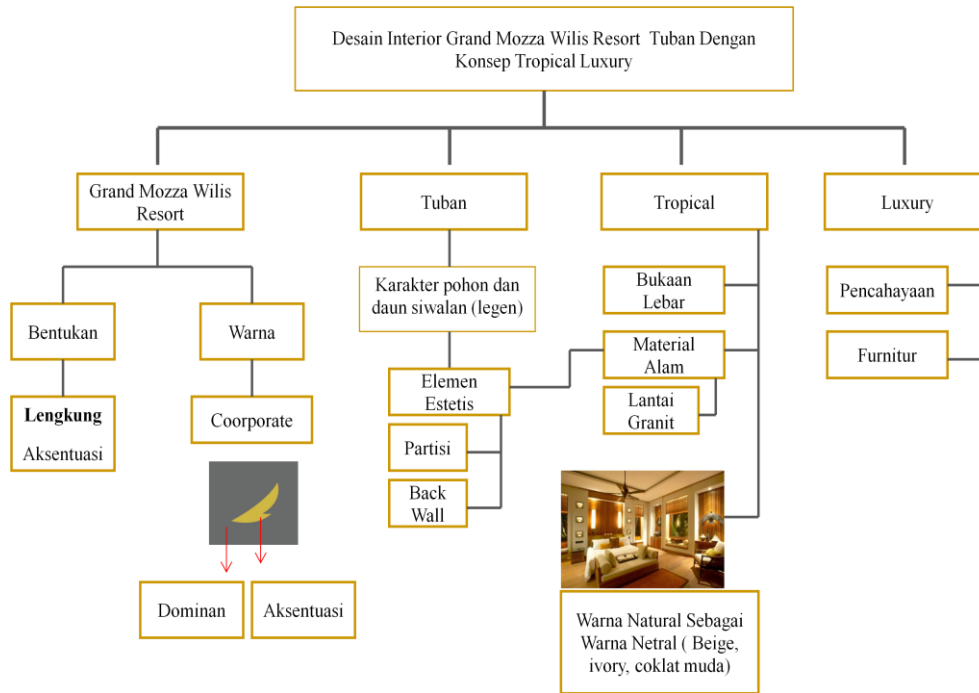 Desain Interior Grand Mozza Wilis Resort Tuban Dengan
Konsep Tropical Luxury
Grand Mozza Wilis
Resort
Tuban
Tropical
Luxury
Bentukan
Warna
Karakter pohon dan
daun siwalan (legen)
Bukaan
Lebar
Pencahayaan
Material
Alam
Furnitur
Lengkung
Aksentuasi
Coorporate
Elemen
Estetis
Lantai
Granit
Partisi
Back
Wall
Dominan
Aksentuasi
Warna Natural Sebagai
Warna Netral ( Beige,
ivory, coklat muda)